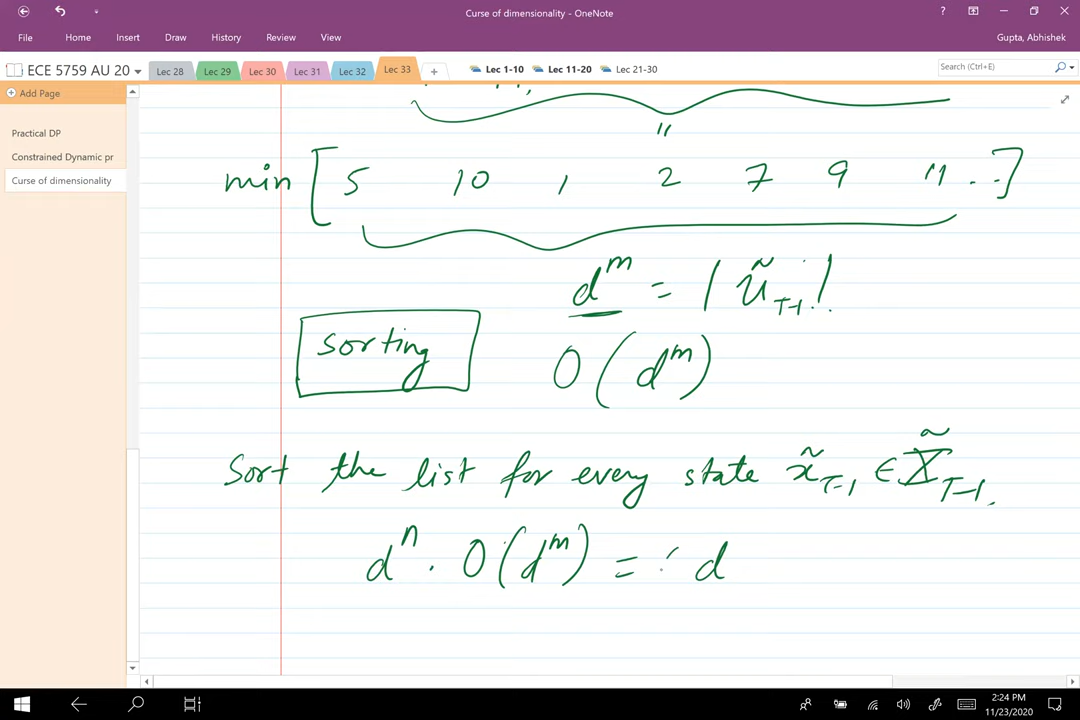 Curse of dimensionality - OneNote
?
File Home Insert Draw History Review View Gupta, Abhishek
ECE 5759 AU 20 Lec 28 Lec 29 Lec 30 Lec 31 Lec 32 Lec 33 + Lec 1-10 Lec 11-20 Lec 21-30 Search (Ctrl+E)
Add Page
Practical DP
Constrained Dynamic pr
Curse of dimensionality
min [ 5 10 1 2 7 9 11 . . ]
d^m = | Ũ_{T-1} |.
sorting O(d^m)
Sort the list for every state x̃_{T-1} ∈ X̃_{T-1}.
d^n . O(d^m) = d
2:24 PM
11/23/2020